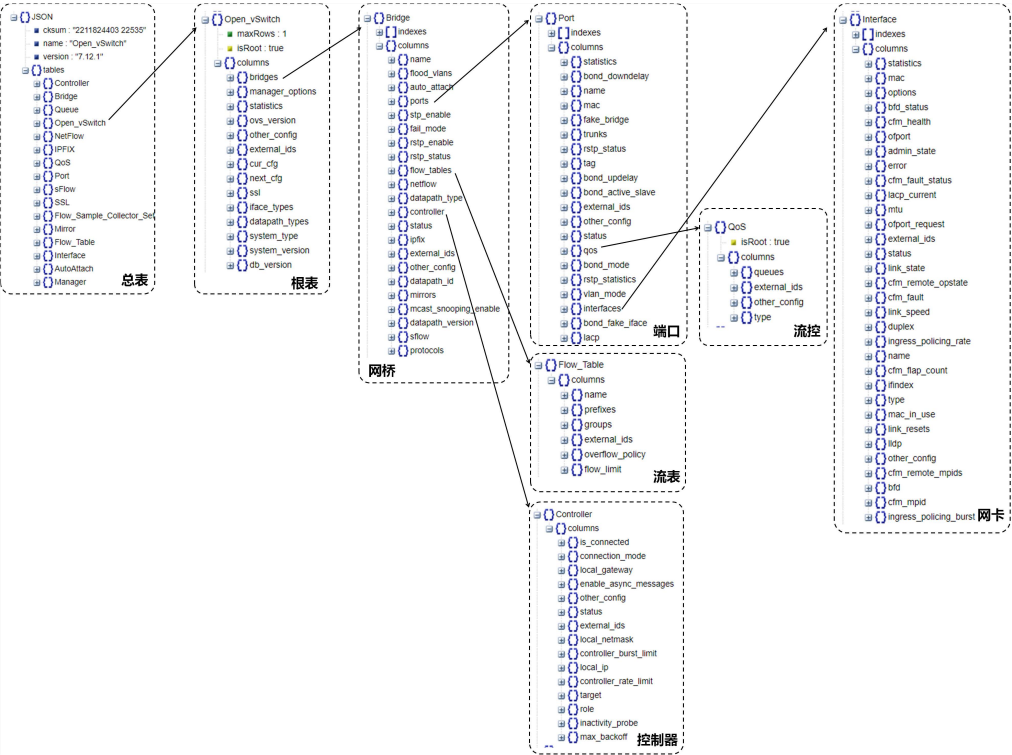 JSON
cksum : "2211824403 22535"
name : "Open_vSwitch"
version : "7.12.1"
tables
Controller
Bridge
Queue
Open_vSwitch
NetFlow
IPFIX
QoS
Port
sFlow
SSL
Flow_Sample_Collector_Set
Mirror
Flow_Table
Interface
AutoAttach
Manager
总表
Open_vSwitch
maxRows : 1
isRoot : true
columns
bridges
manager_options
statistics
ovs_version
other_config
external_ids
cur_cfg
next_cfg
ssl
iface_types
datapath_types
system_type
system_version
db_version
根表
Bridge
indexes
columns
name
flood_vlans
auto_attach
ports
stp_enable
fail_mode
rstp_enable
rstp_status
flow_tables
netflow
datapath_type
controller
status
ipfix
external_ids
other_config
datapath_id
mirrors
mcast_snooping_enable
datapath_version
sflow
protocols
网桥
Port
indexes
columns
statistics
bond_downdelay
name
mac
fake_bridge
trunks
rstp_status
tag
bond_updelay
bond_active_slave
external_ids
other_config
status
qos
bond_mode
rstp_statistics
vlan_mode
interfaces
bond_fake_iface
lacp
端口
Flow_Table
columns
name
prefixes
groups
external_ids
overflow_policy
flow_limit
流表
Controller
columns
is_connected
connection_mode
local_gateway
enable_async_messages
other_config
status
external_ids
local_netmask
controller_burst_limit
local_ip
controller_rate_limit
target
role
inactivity_probe
max_backoff
控制器
QoS
isRoot : true
columns
queues
external_ids
other_config
type
流控
Interface
indexes
columns
statistics
mac
options
bfd_status
cfm_health
ofport
admin_state
error
cfm_fault_status
lacp_current
mtu
ofport_request
external_ids
status
link_state
cfm_remote_opstate
cfm_fault
link_speed
duplex
ingress_policing_rate
name
cfm_flap_count
ifindex
type
mac_in_use
link_resets
lldp
other_config
cfm_remote_mpids
bfd
cfm_mpid
ingress_policing_burst
网卡